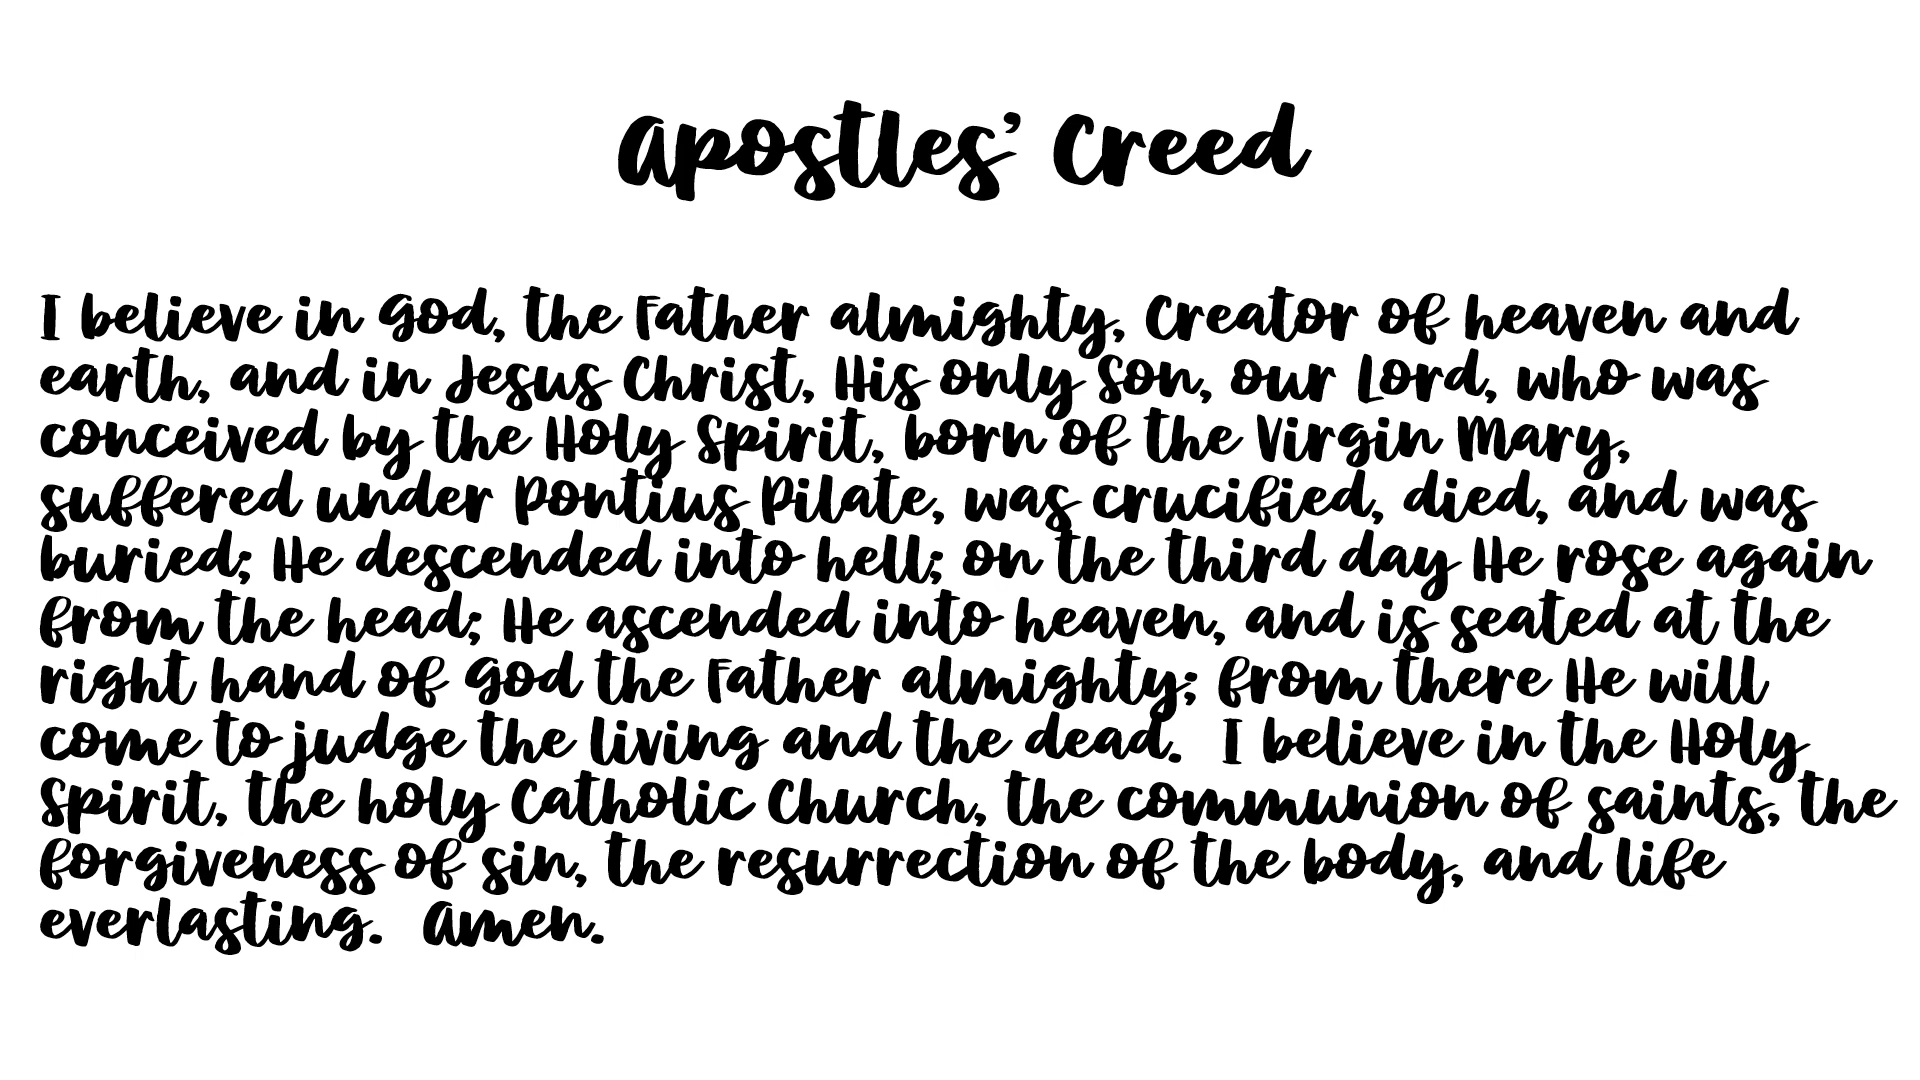 Apostles' Creed
I believe in God, the Father almighty, Creator of heaven and
earth, and in Jesus Christ, His only Son, our Lord, who was
conceived by the Holy Spirit, born of the Virgin Mary,
suffered under Pontius Pilate, was crucified, died, and was
buried; He descended into hell; on the third day He rose again
from the head; He ascended into heaven, and is seated at the
right hand of God the Father almighty; from there He will
come to judge the living and the dead.  I believe in the Holy
Spirit, the holy Catholic Church, the communion of saints, the
forgiveness of sin, the resurrection of the body, and life
everlasting.  Amen.